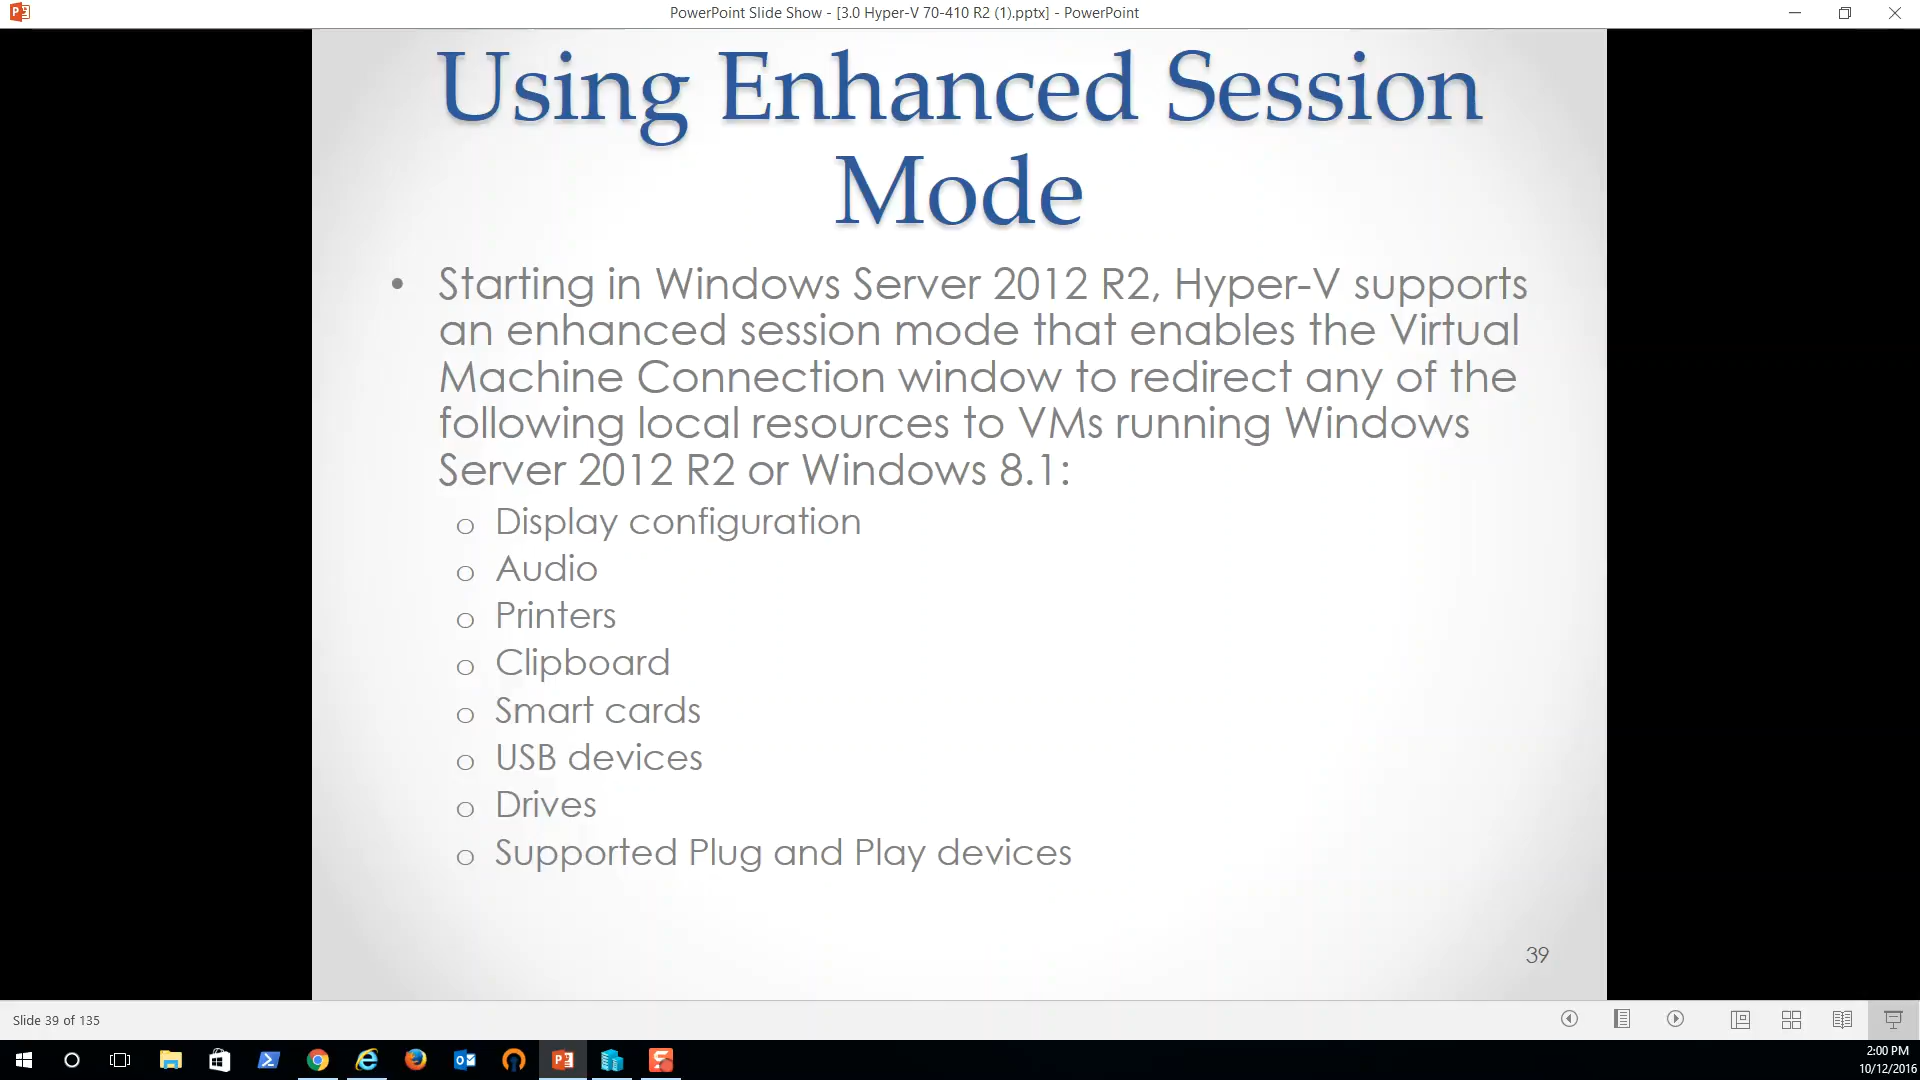 PowerPoint Slide Show - [3.0 Hyper-V 70-410 R2 (1).pptx] - PowerPoint
Using Enhanced Session
Mode
• Starting in Windows Server 2012 R2, Hyper-V supports
an enhanced session mode that enables the Virtual
Machine Connection window to redirect any of the
following local resources to VMs running Windows
Server 2012 R2 or Windows 8.1:
o Display configuration
o Audio
o Printers
o Clipboard
o Smart cards
o USB devices
o Drives
o Supported Plug and Play devices
39
Slide 39 of 135
2:00 PM
10/12/2016